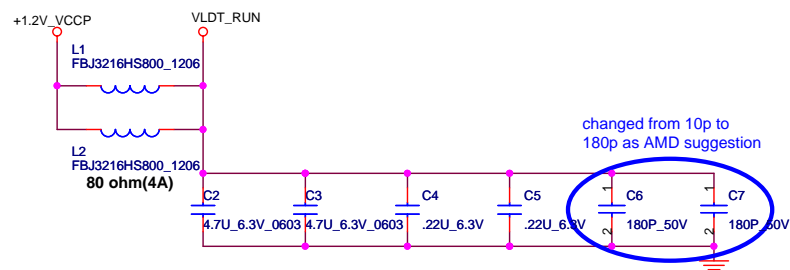 +1.2V_VCCP
VLDT_RUN
L1
FBJ3216HS800_1206
L2
FBJ3216HS800_1206
80 ohm(4A)
changed from 10p to
180p as AMD suggestion
C2
4.7U_6.3V_0603
C3
4.7U_6.3V_0603
C4
.22U_6.3V
C5
.22U_6.3V
1
C6
2
180P_50V
1
C7
2
180P_50V